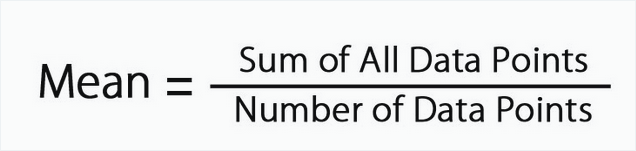 Sum of All Data Points
Mean =
Number of Data Points